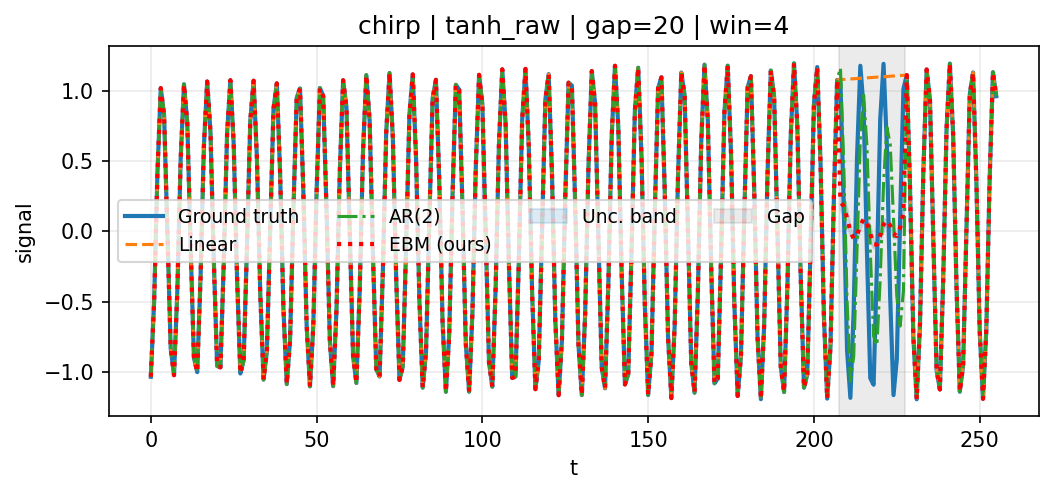 chirp | tanh_raw | gap=20 | win=4
signal
1.0
0.5
0.0
−0.5
−1.0
Ground truth AR(2) Unc. band Gap
Linear EBM (ours)
0 50 100 150 200 250
t